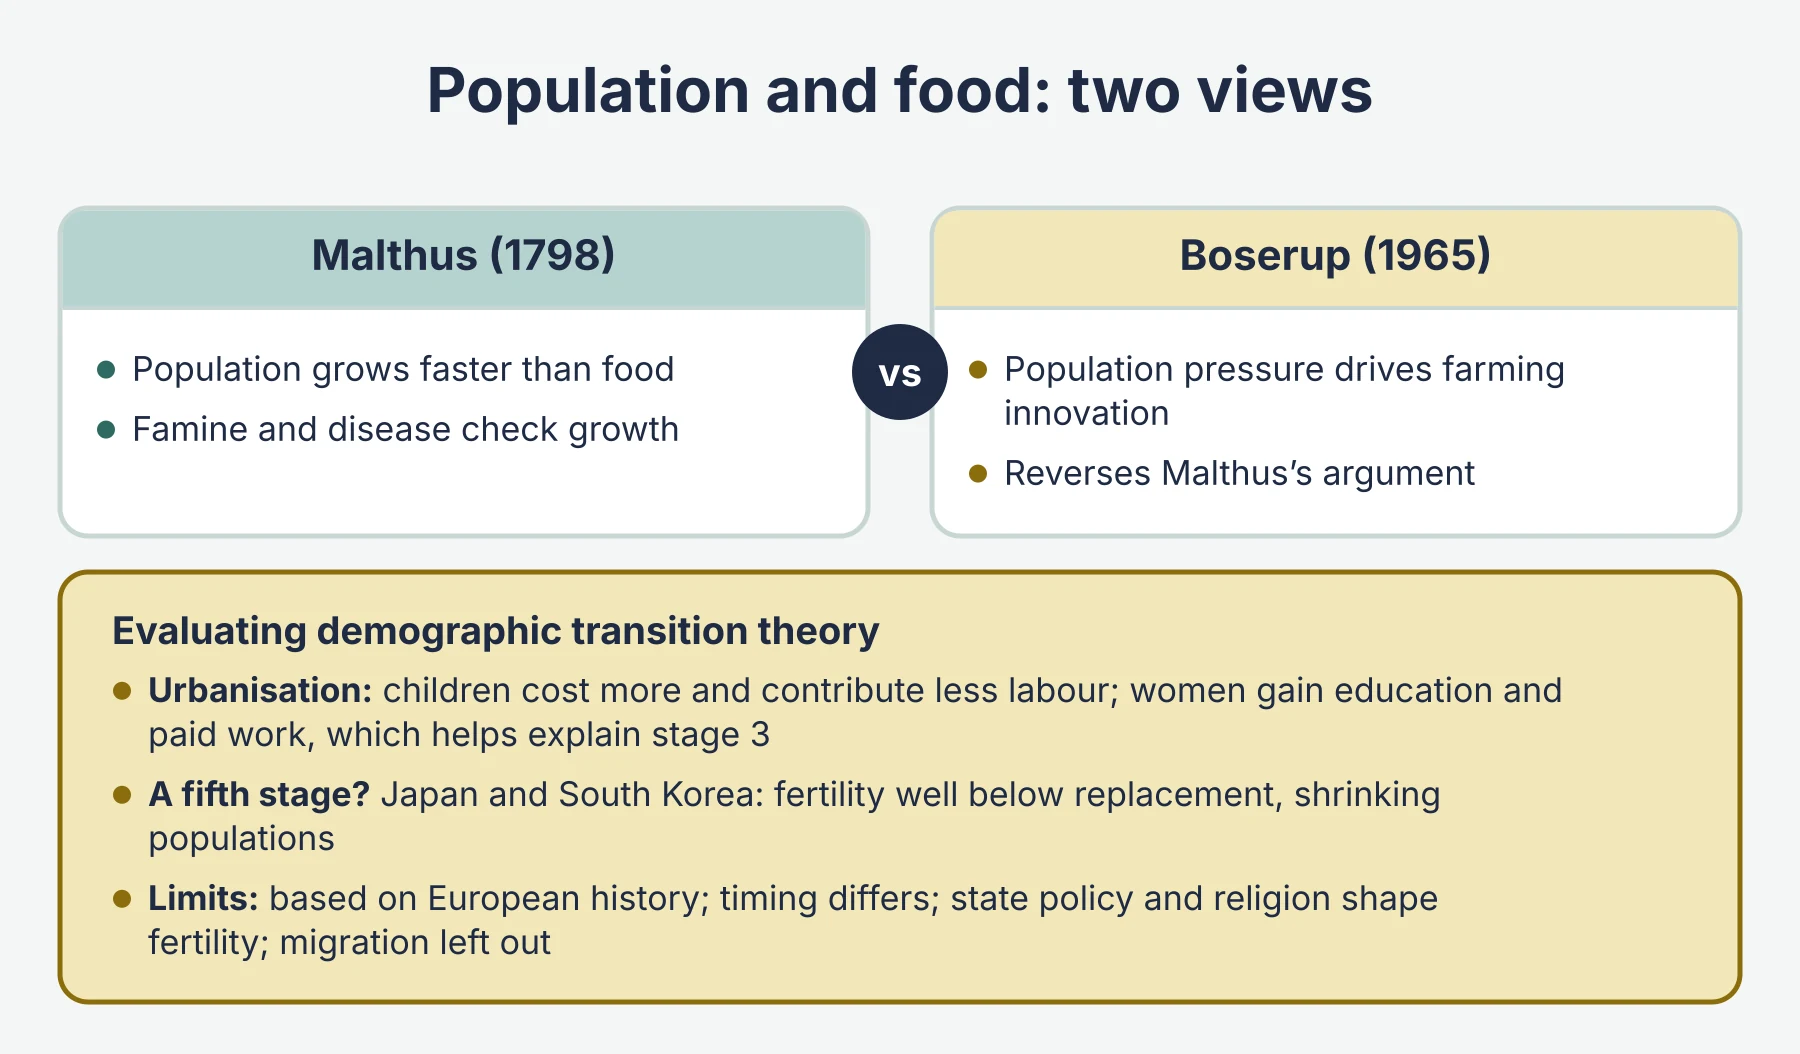 Population and food: two views
Malthus (1798)
Population grows faster than food
Famine and disease check growth
vs
Boserup (1965)
Population pressure drives farming
innovation
Reverses Malthus’s argument
Evaluating demographic transition theory
Urbanisation: children cost more and contribute less labour; women gain education and
paid work, which helps explain stage 3
A fifth stage? Japan and South Korea: fertility well below replacement, shrinking
populations
Limits: based on European history; timing differs; state policy and religion shape
fertility; migration left out